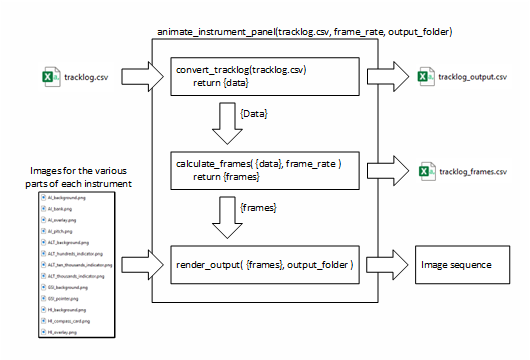 animate_instrument_panel(tracklog.csv, frame_rate, output_folder)
tracklog.csv
convert_tracklog(tracklog.csv)
return {data}
tracklog_output.csv
{Data}
calculate_frames( {data}, frame_rate )
return {frames}
tracklog_frames.csv
Images for the various
parts of each instrument
{frames}
AI_background.png
AI_bank.png
AI_overlay.png
AI_pitch.png
ALT_background.png
ALT_hundreds_indicator.png
ALT_ten_thousands_indicator.png
ALT_thousands_indicator.png
GSI_background.png
GSI_pointer.png
HI_background.png
HI_compass_card.png
HI_overlay.png
render_output( {frames}, output_folder )
Image sequence